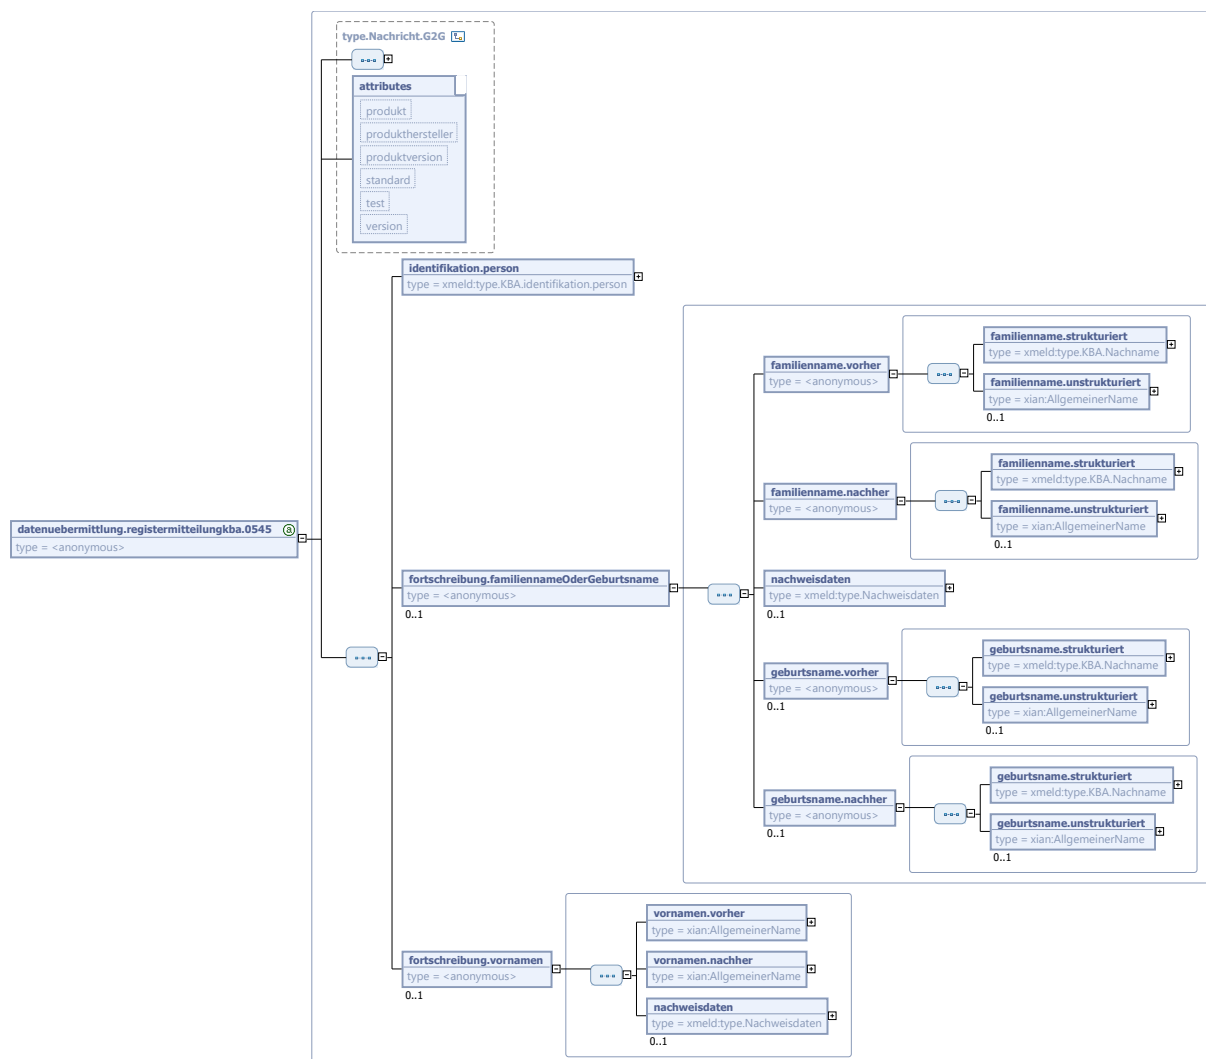 type.Nachricht.G2G
attributes
produkt
produkthersteller
produktversion
standard
test
version
identifikation.person
type = xmeld:type.KBA.identifikation.person
familienname.vorher
type = <anonymous>
familienname.strukturiert
type = xmeld:type.KBA.Nachname
familienname.unstrukturiert
type = xian:AllgemeinerName
0..1
familienname.nachher
type = <anonymous>
familienname.strukturiert
type = xmeld:type.KBA.Nachname
familienname.unstrukturiert
type = xian:AllgemeinerName
0..1
datenuebermittlung.registermitteilungkba.0545 a
type = <anonymous>
fortschreibung.familiennameOderGeburtsname
type = <anonymous>
0..1
nachweisdaten
type = xmeld:type.Nachweisdaten
0..1
geburtsname.vorher
type = <anonymous>
0..1
geburtsname.strukturiert
type = xmeld:type.KBA.Nachname
geburtsname.unstrukturiert
type = xian:AllgemeinerName
0..1
geburtsname.nachher
type = <anonymous>
0..1
geburtsname.strukturiert
type = xmeld:type.KBA.Nachname
geburtsname.unstrukturiert
type = xian:AllgemeinerName
0..1
fortschreibung.vornamen
type = <anonymous>
0..1
vornamen.vorher
type = xian:AllgemeinerName
vornamen.nachher
type = xian:AllgemeinerName
nachweisdaten
type = xmeld:type.Nachweisdaten
0..1